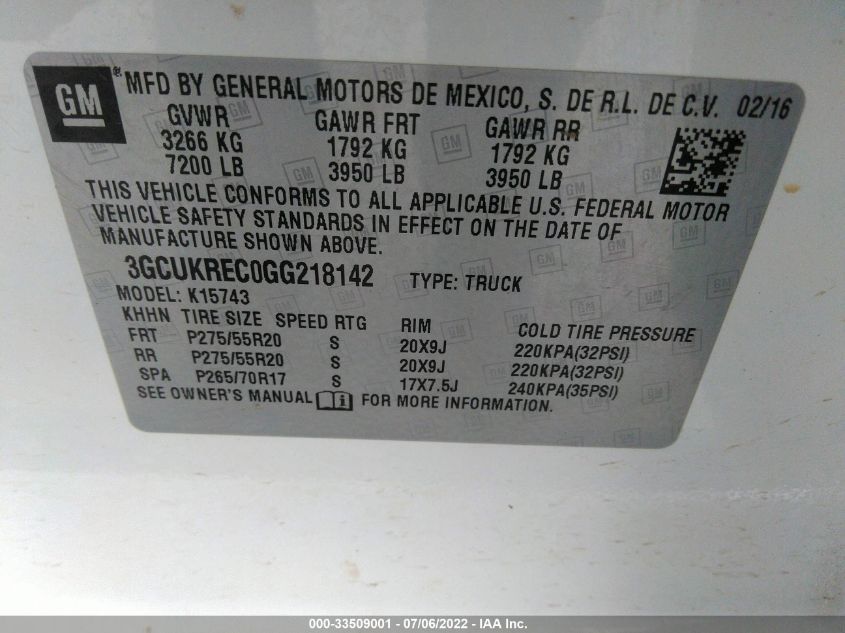 GM
MFD BY GENERAL MOTORS DE MEXICO, S. DE R.L. DE C.V. 02/16
GVWR GAWR FRT GAWR RR
3266 KG 1792 KG 1792 KG
7200 LB 3950 LB 3950 LB
THIS VEHICLE CONFORMS TO ALL APPLICABLE U.S. FEDERAL MOTOR
VEHICLE SAFETY STANDARDS IN EFFECT ON THE DATE OF
MANUFACTURE SHOWN ABOVE.
3GCUKREC0GG218142 TYPE: TRUCK
MODEL: K15743
KHHN TIRE SIZE SPEED RTG RIM COLD TIRE PRESSURE
FRT P275/55R20 S 20X9J 220KPA(32PSI)
RR P275/55R20 S 20X9J 220KPA(32PSI)
SPA P265/70R17 S 17X7.5J 240KPA(35PSI)
SEE OWNER'S MANUAL FOR MORE INFORMATION.
000-33509001 - 07/06/2022 - IAA Inc.